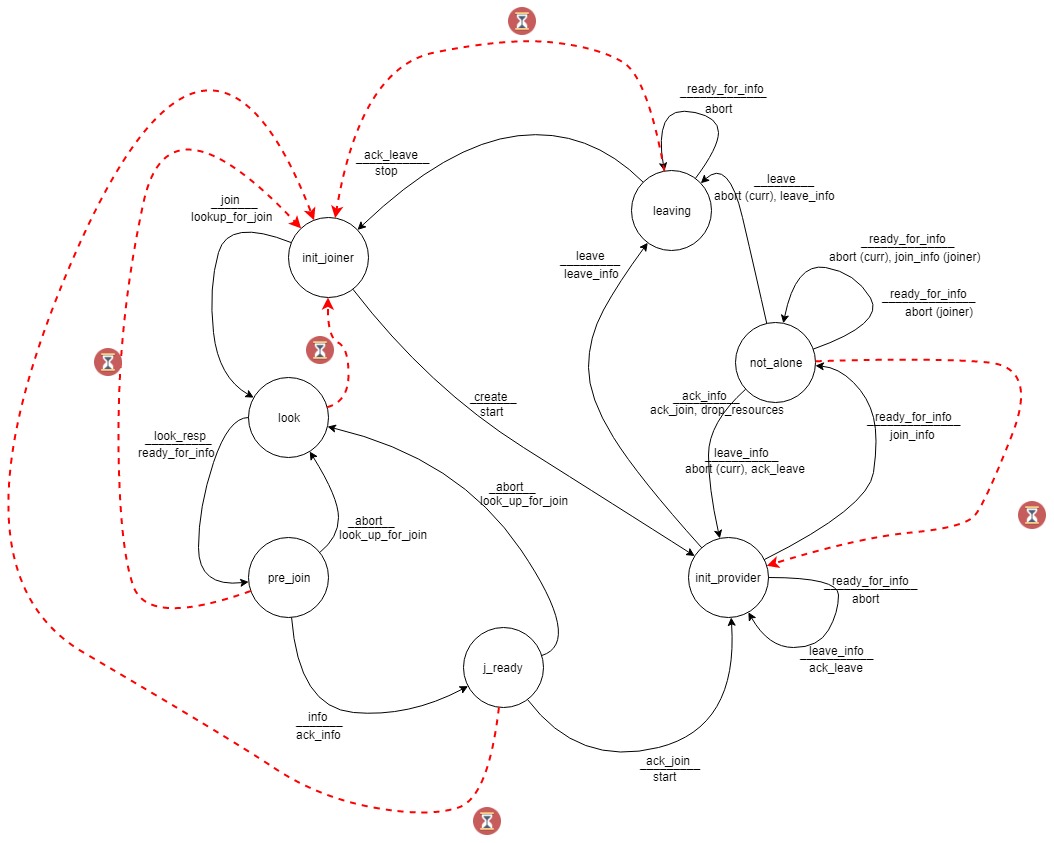 ready_for_info
abort
ack_leave
stop
leave
abort (curr), leave_info
leaving
join
lookup_for_join
init_joiner
ready_for_info
abort (curr), join_info (joiner)
leave
leave_info
ready_for_info
abort (joiner)
not_alone
create
start
ack_info
ack_join, drop_resources
ready_for_info
join_info
look
look_resp
ready_for_info
leave_info
abort (curr), ack_leave
abort
look_up_for_join
abort
look_up_for_join
pre_join
init_provider
ready_for_info
abort
leave_info
ack_leave
j_ready
info
ack_info
ack_join
start